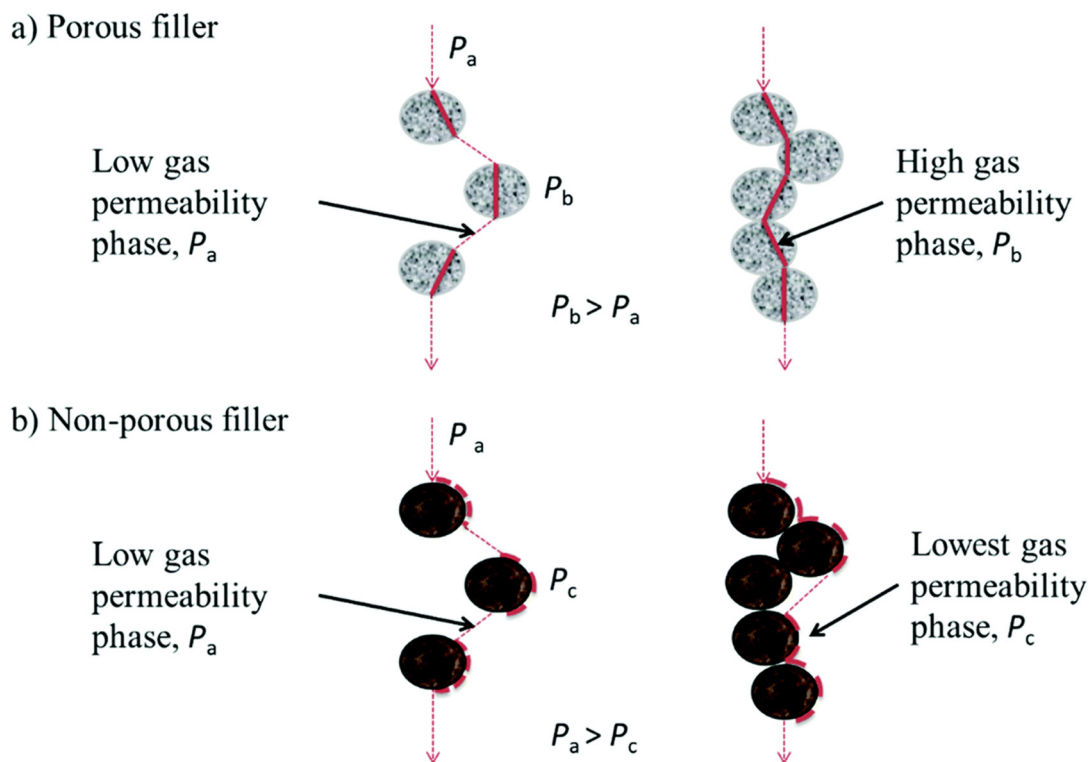 a) Porous filler
Pa
Low gas
permeability
phase, Pa
Pb
High gas
permeability
phase, Pb
Pb > Pa
b) Non-porous filler
P a
Low gas
permeability
phase, Pa
Pc
Lowest gas
permeability
phase, Pc
Pa > Pc